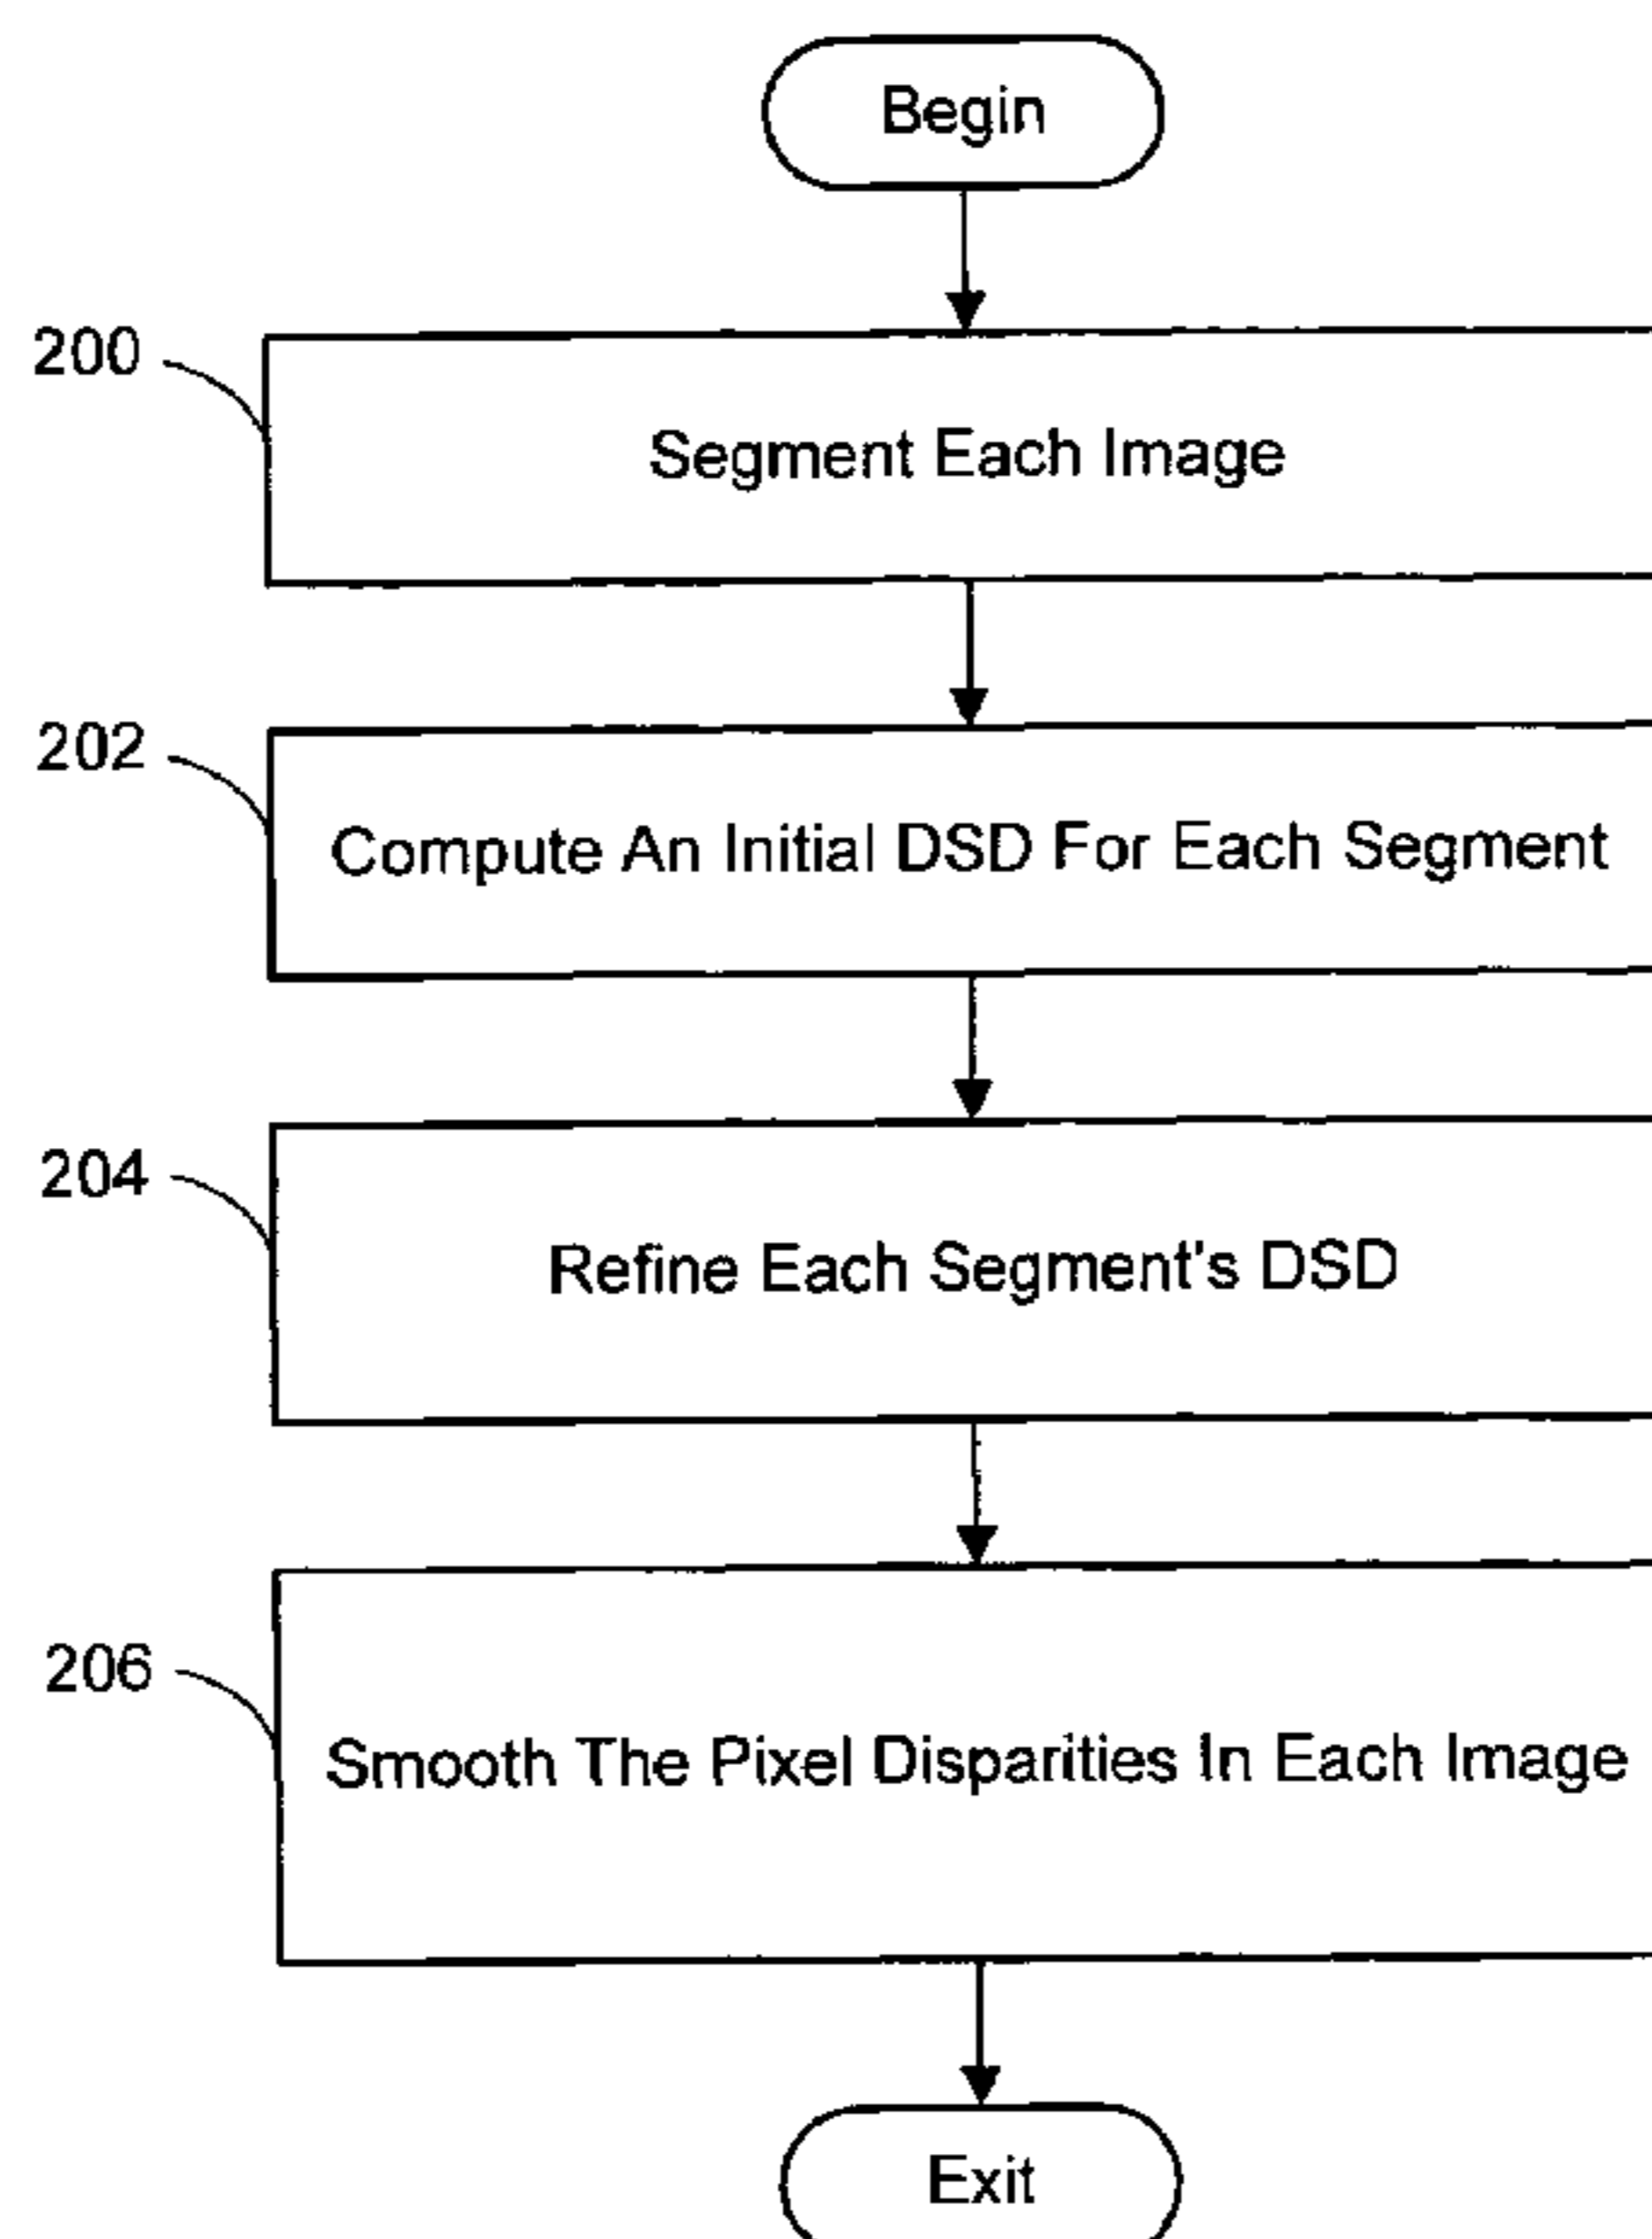 Begin
200
Segment Each Image
202
Compute An Initial DSD For Each Segment
204
Refine Each Segment's DSD
206
Smooth The Pixel Disparities In Each Image
Exit